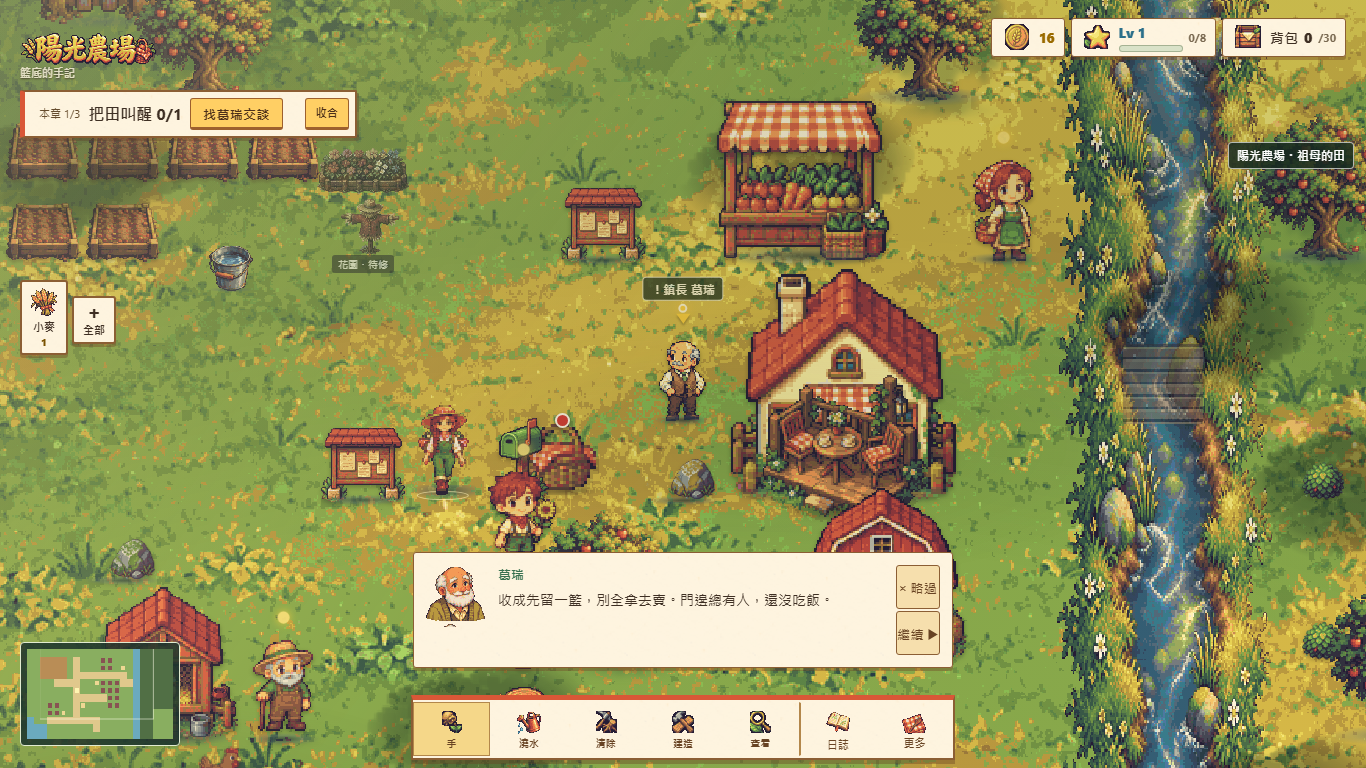 陽光農場
籃底的手記
本章 1/3 把田叫醒 0/1 找葛瑞交談 收合
16
Lv 1 0/8
背包 0 /30
陽光農場・祖母的田
花圃・待修
小麥
1
+
全部
! 鎮長 葛瑞
葛瑞
收成先留一籃，別全拿去賣。門邊總有人，還沒吃飯。
× 略過
繼續 ▶
手
澆水
清除
建造
查看
日誌
更多